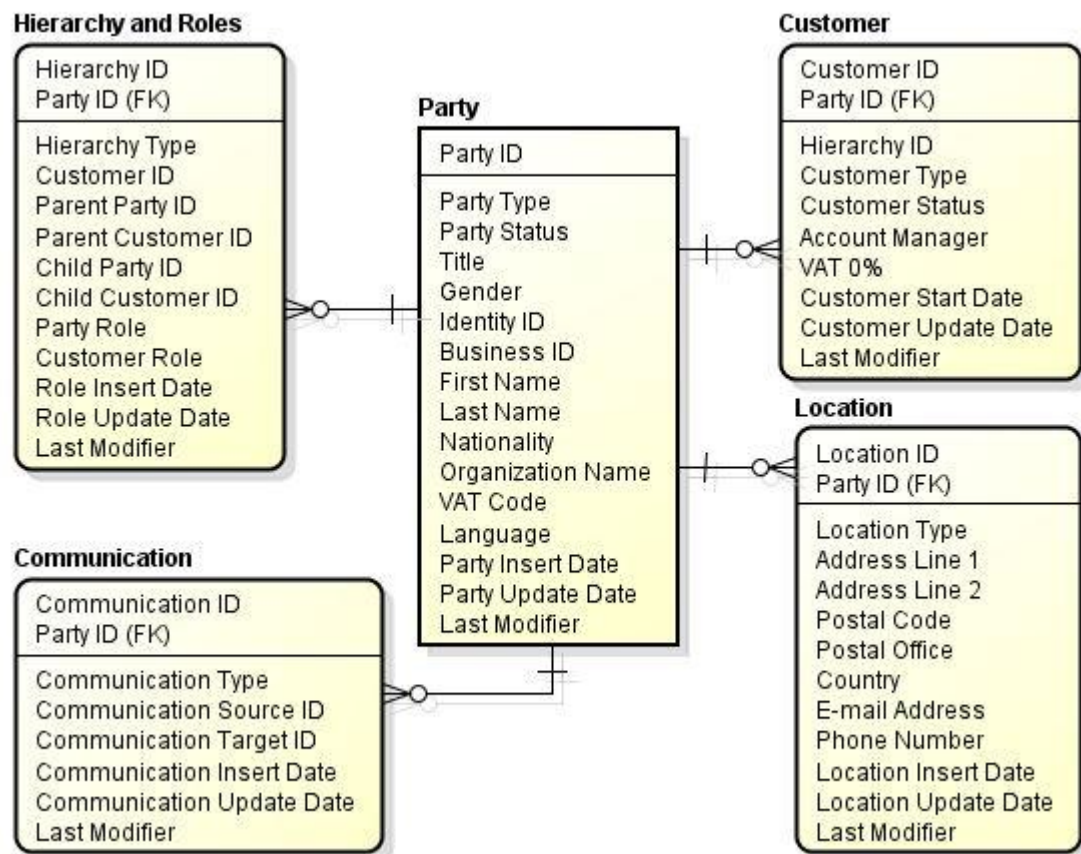 Hierarchy and Roles
Hierarchy ID
Party ID (FK)
Hierarchy Type
Customer ID
Parent Party ID
Parent Customer ID
Child Party ID
Child Customer ID
Party Role
Customer Role
Role Insert Date
Role Update Date
Last Modifier
Party
Party ID
Party Type
Party Status
Title
Gender
Identity ID
Business ID
First Name
Last Name
Nationality
Organization Name
VAT Code
Language
Party Insert Date
Party Update Date
Last Modifier
Customer
Customer ID
Party ID (FK)
Hierarchy ID
Customer Type
Customer Status
Account Manager
VAT 0%
Customer Start Date
Customer Update Date
Last Modifier
Communication
Communication ID
Party ID (FK)
Communication Type
Communication Source ID
Communication Target ID
Communication Insert Date
Communication Update Date
Last Modifier
Location
Location ID
Party ID (FK)
Location Type
Address Line 1
Address Line 2
Postal Code
Postal Office
Country
E-mail Address
Phone Number
Location Insert Date
Location Update Date
Last Modifier